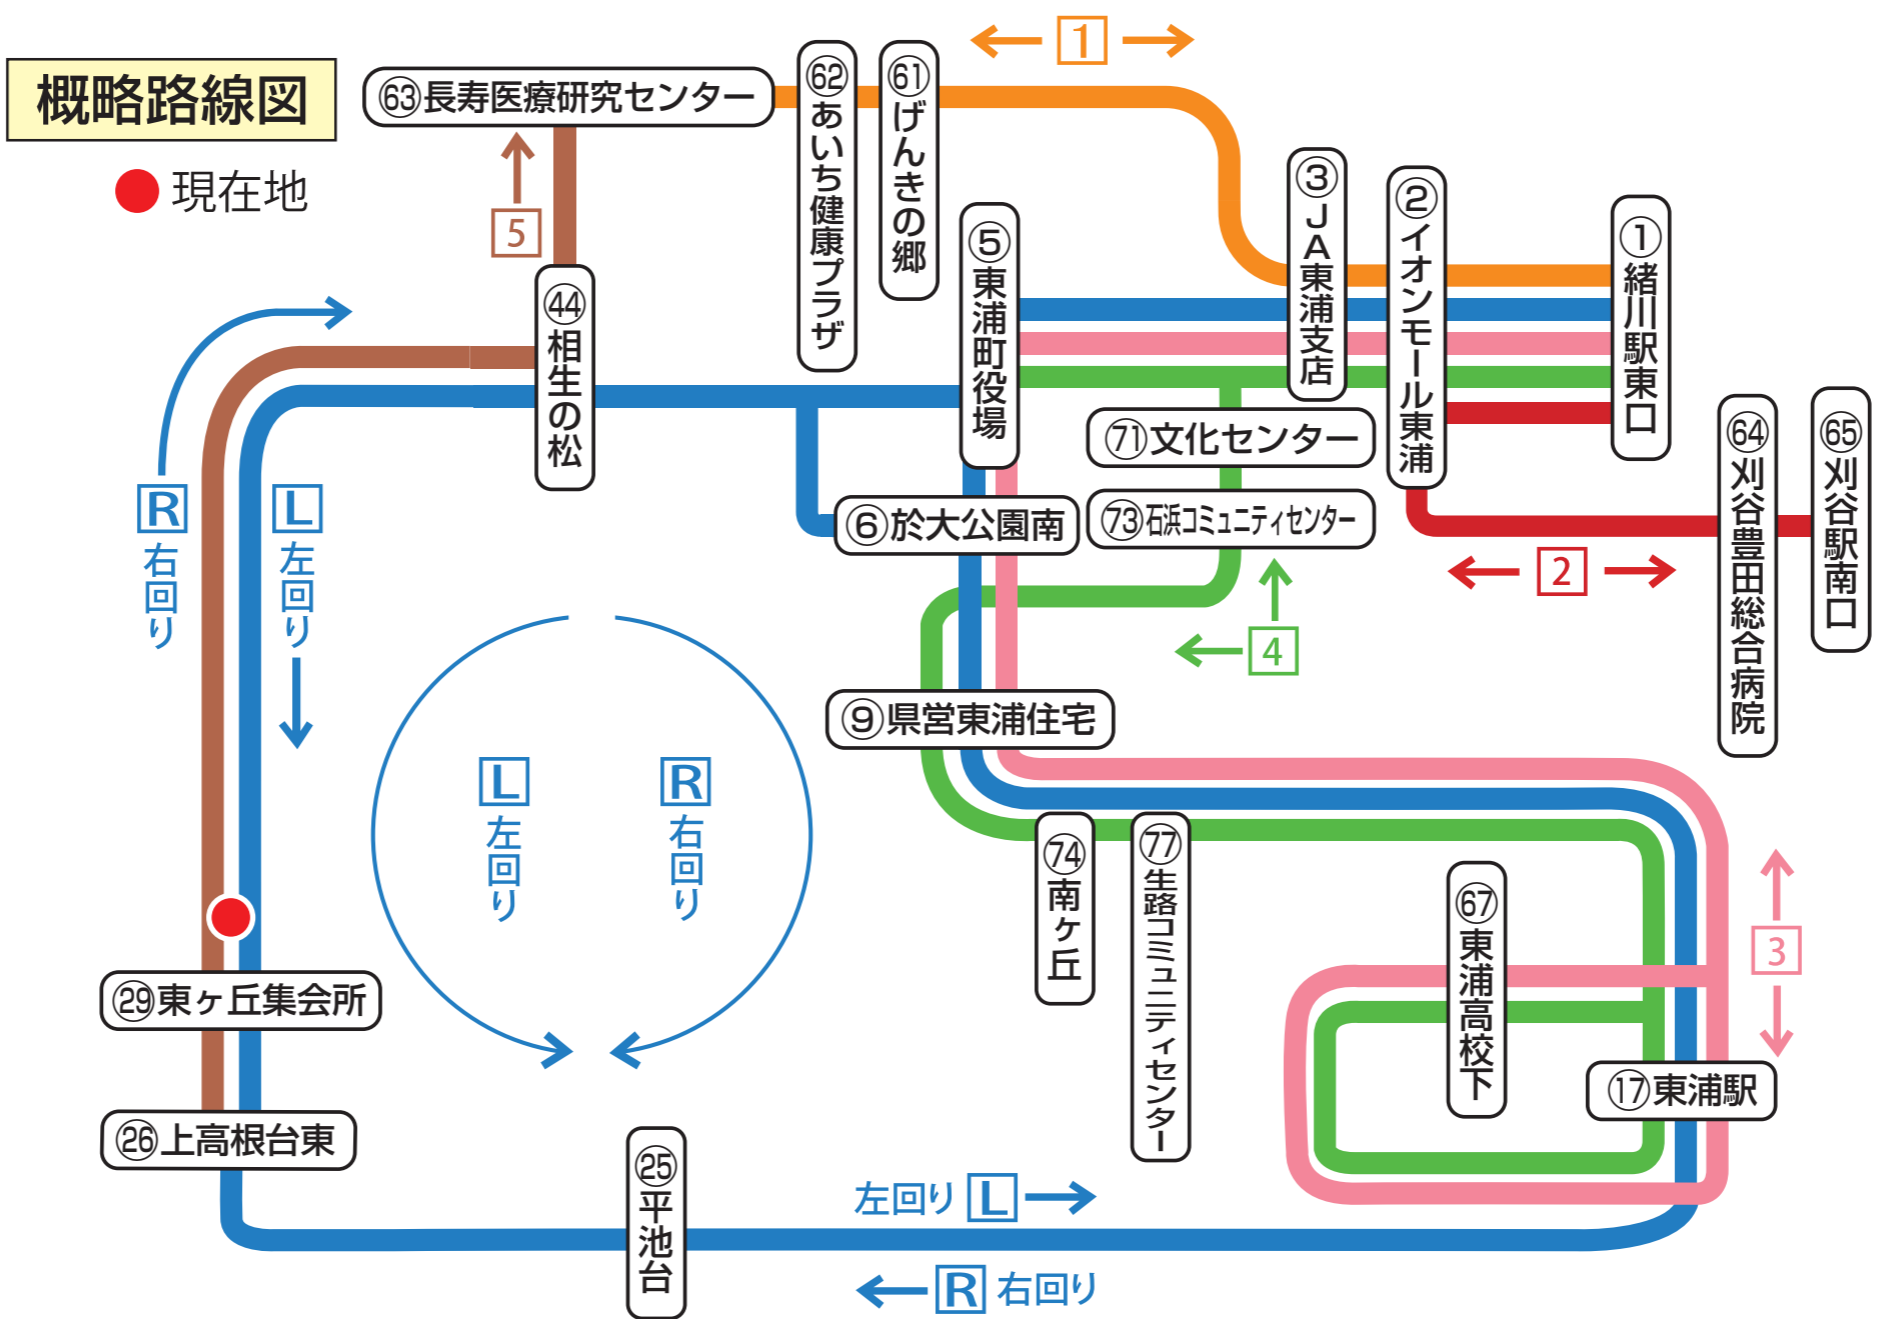 概略路線図
現在地
1
㊿63長寿医療研究センター
62あいち健康プラザ
61げんきの郷
5
③JA東浦支店
②イオンモール東浦
①緒川駅東口
⑤東浦町役場
㊹相生の松
71文化センター
64刈谷豊田総合病院
65刈谷駅南口
R
右回り
L
左回り
⑥於大公園南
73石浜コミュニティセンター
2
4
⑨県営東浦住宅
L
左回り
R
右回り
74南ヶ丘
77生路コミュニティセンター
67東浦高校下
3
㉙東ヶ丘集会所
⑰東浦駅
㉖上高根台東
㉕平池台
左回り L
R 右回り